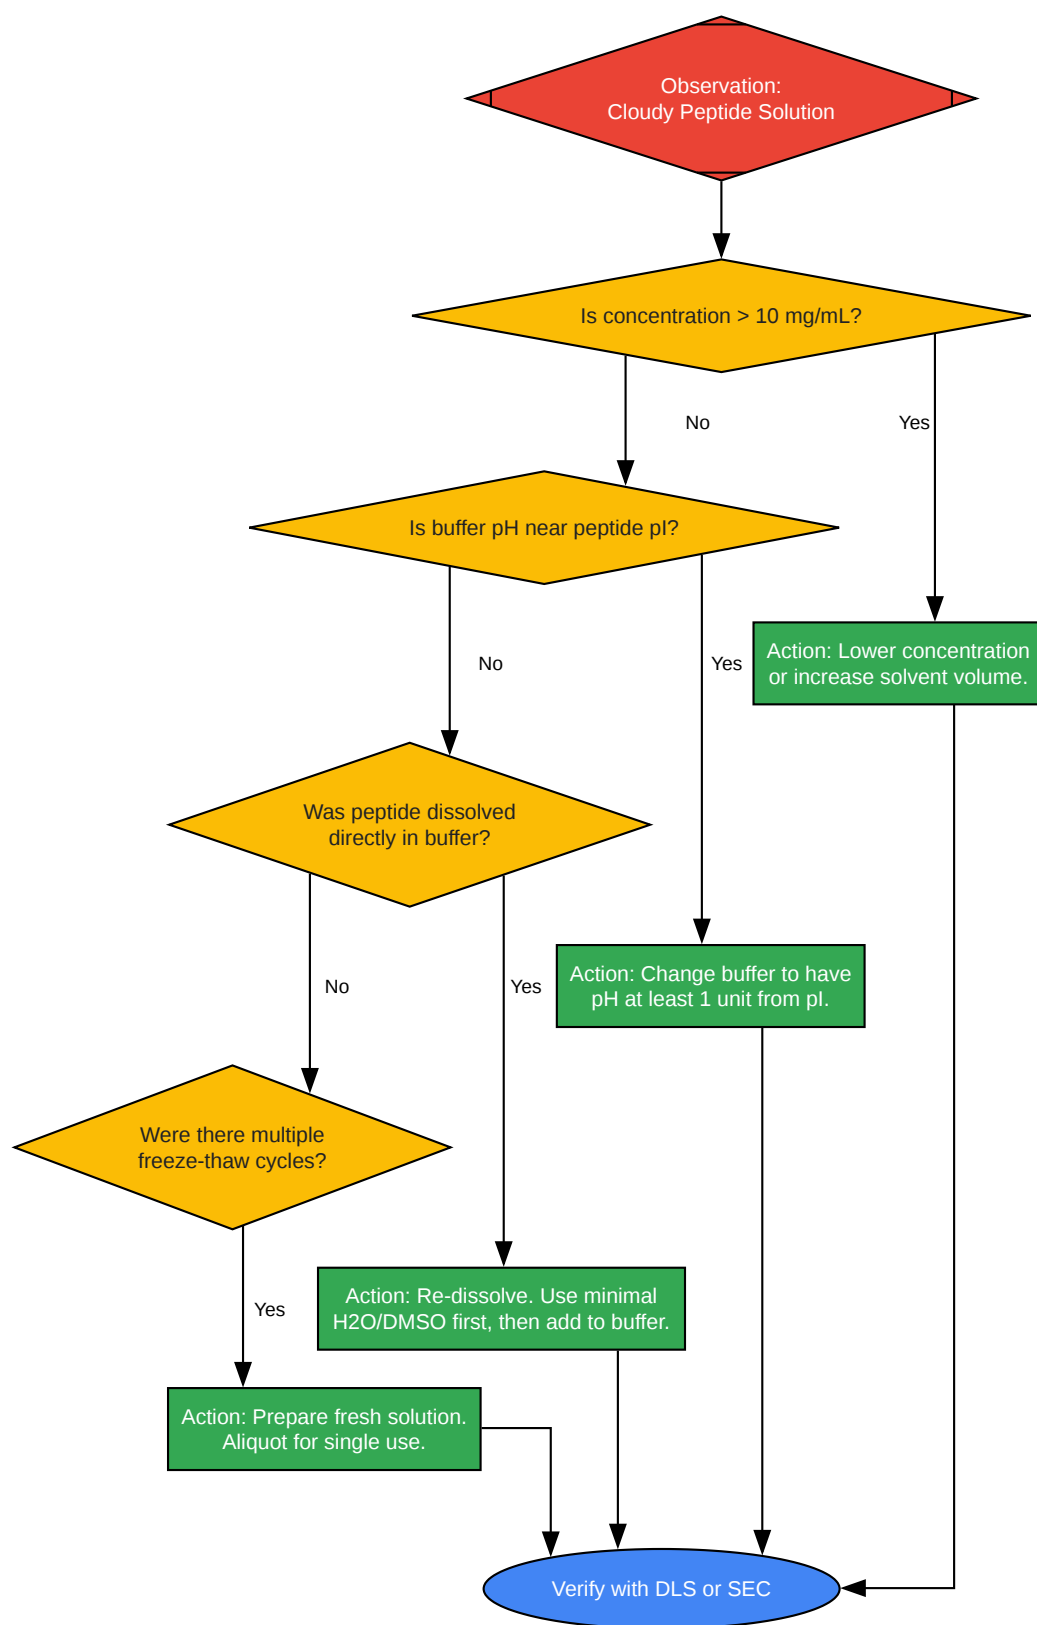 Observation:
Cloudy Peptide Solution
Is concentration > 10 mg/mL?
No
Yes
Is buffer pH near peptide pI?
No
Yes
Action: Lower concentration
or increase solvent volume.
Was peptide dissolved
directly in buffer?
No
Yes
Action: Change buffer to have
pH at least 1 unit from pI.
Were there multiple
freeze-thaw cycles?
Yes
Action: Re-dissolve. Use minimal
H2O/DMSO first, then add to buffer.
Action: Prepare fresh solution.
Aliquot for single use.
Verify with DLS or SEC